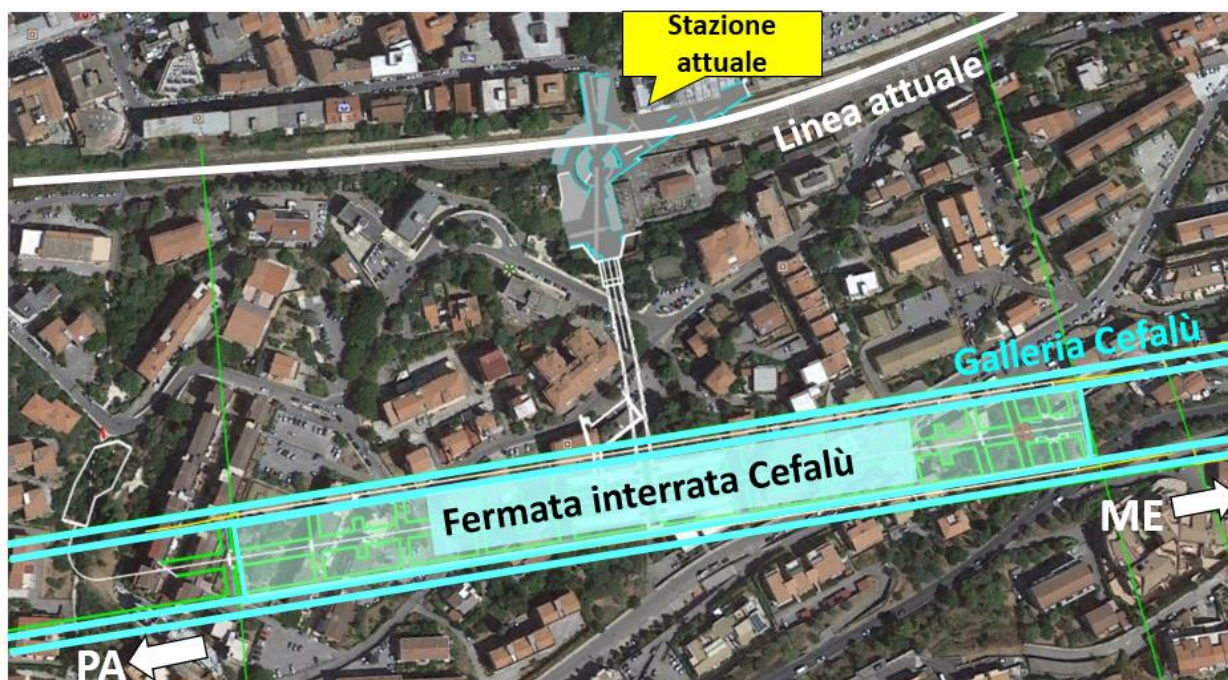 Stazione
attuale
Linea attuale
Galleria Cefalù
Fermata interrata Cefalù
ME
PA